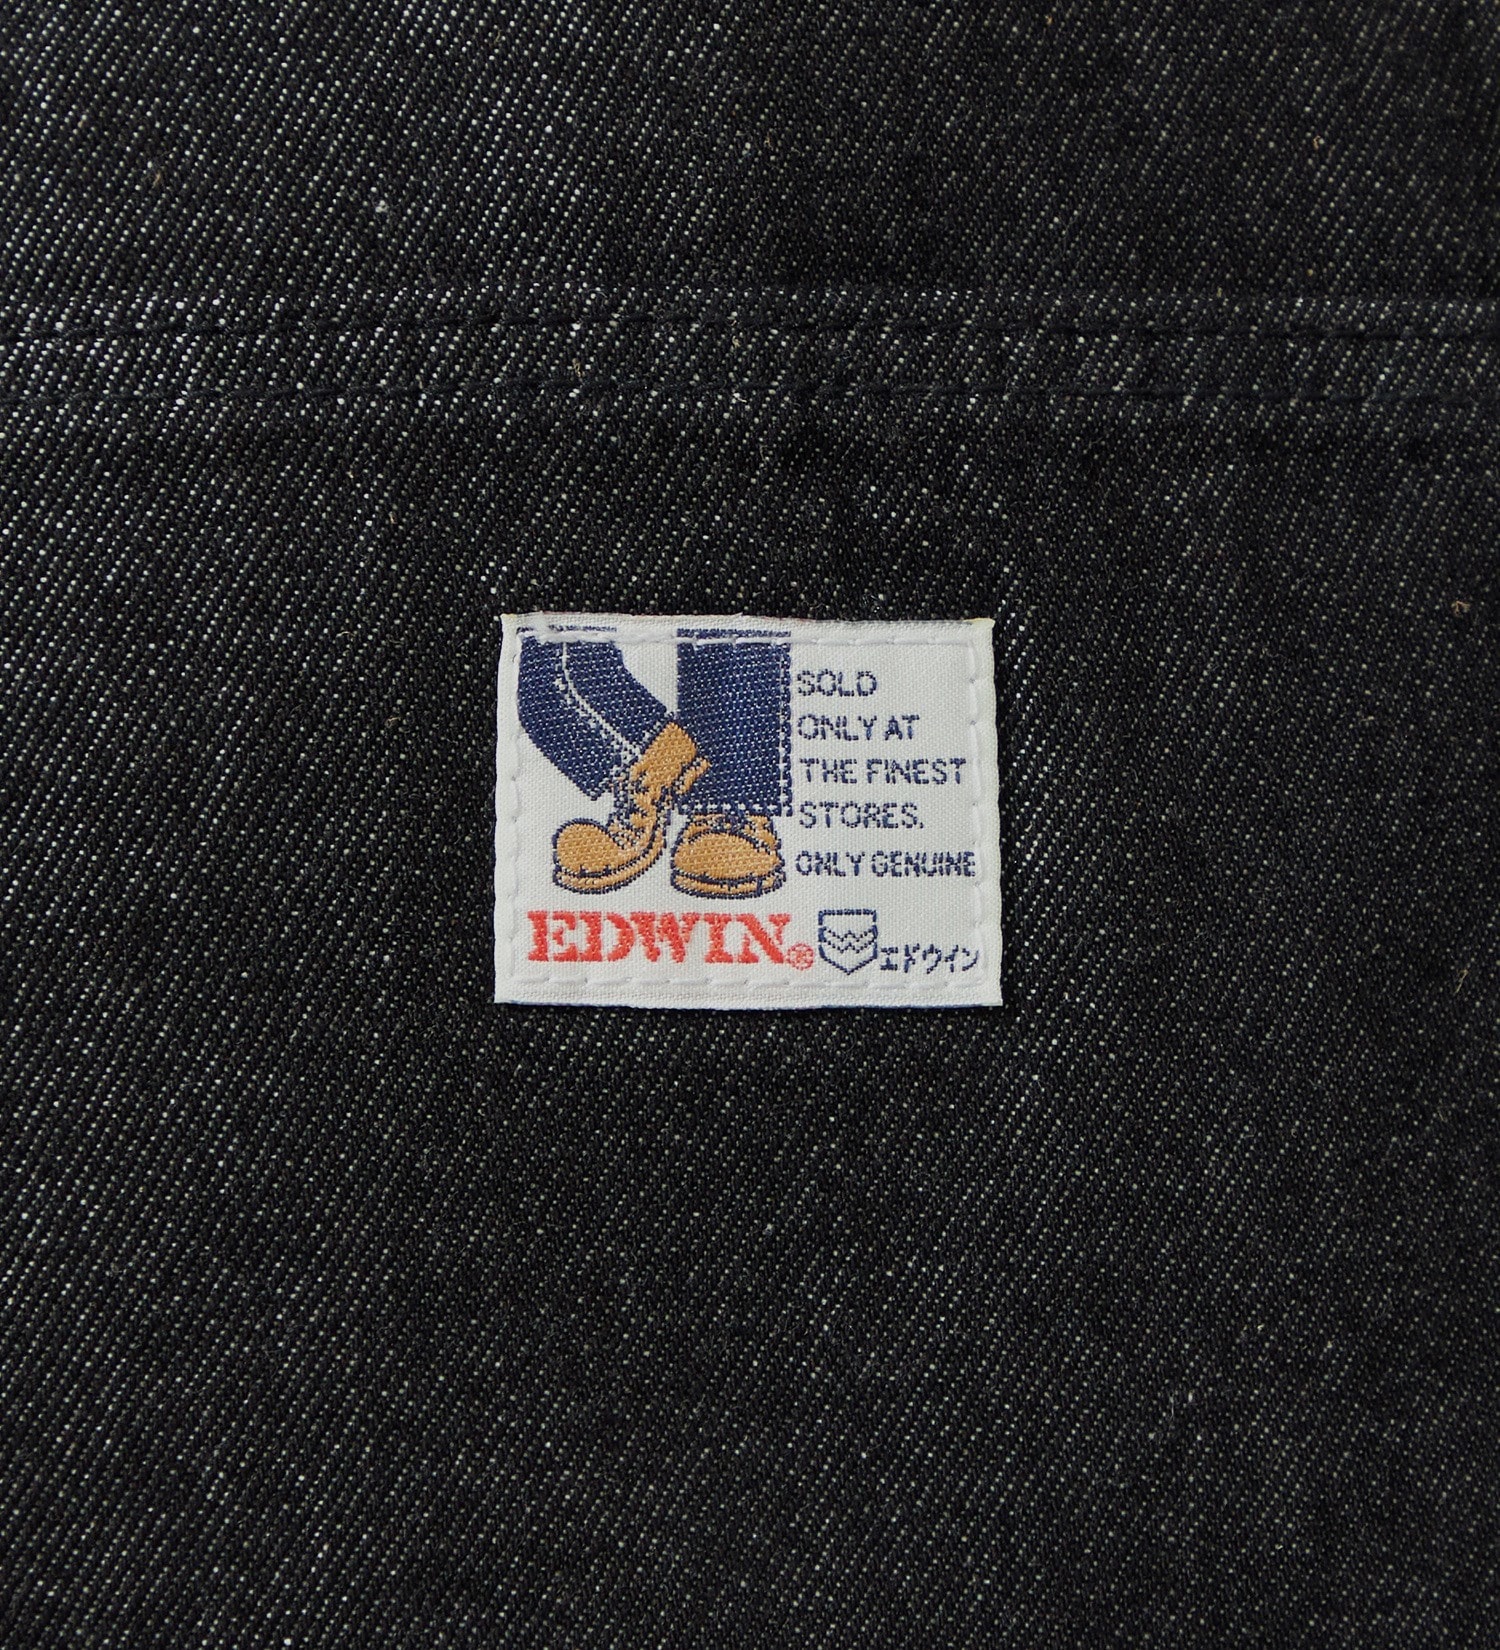 SOLD
ONLY AT
THE FINEST
STORES.
ONLY GENUINE
EDWIN® エドウイン